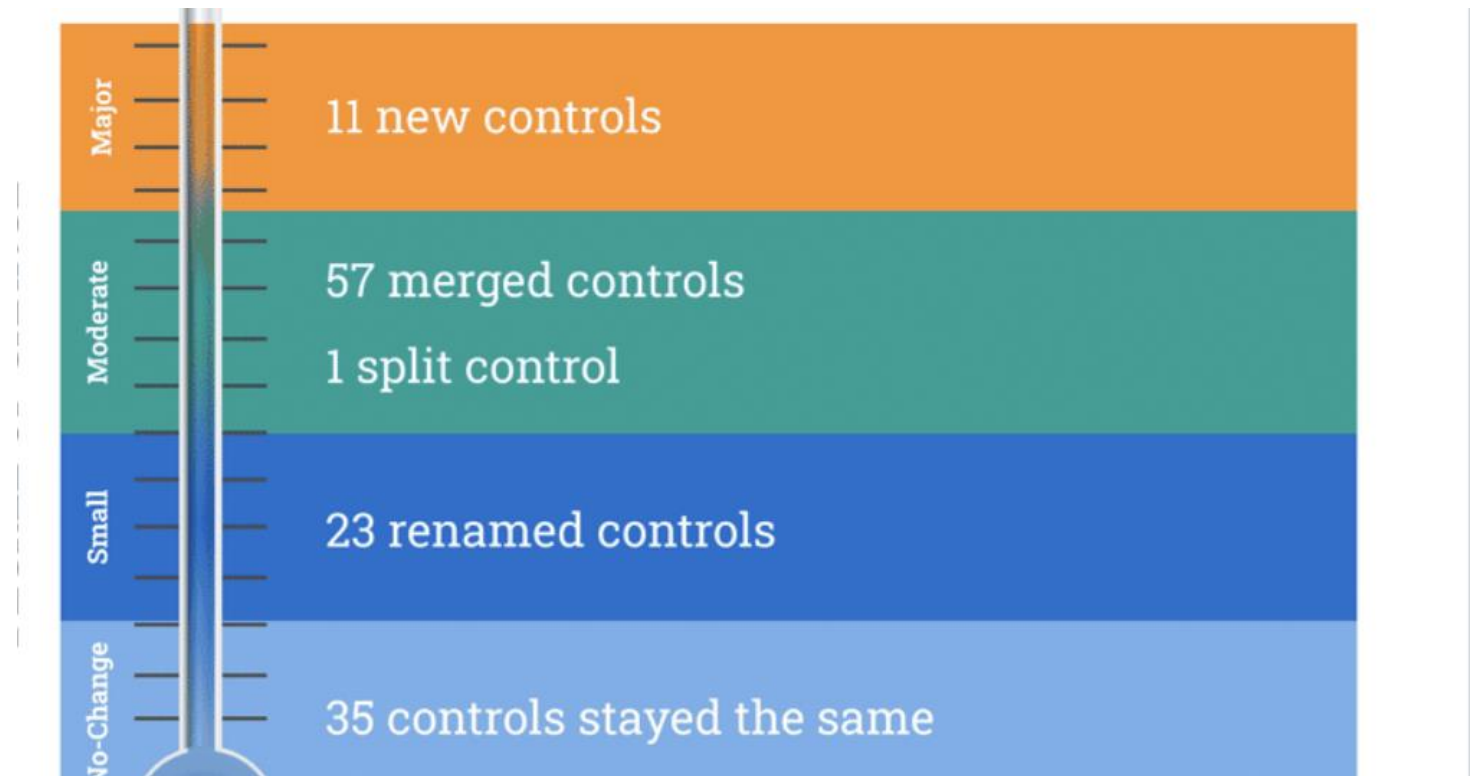 Major
11 new controls
Moderate
57 merged controls
1 split control
Small
23 renamed controls
No-Change
35 controls stayed the same